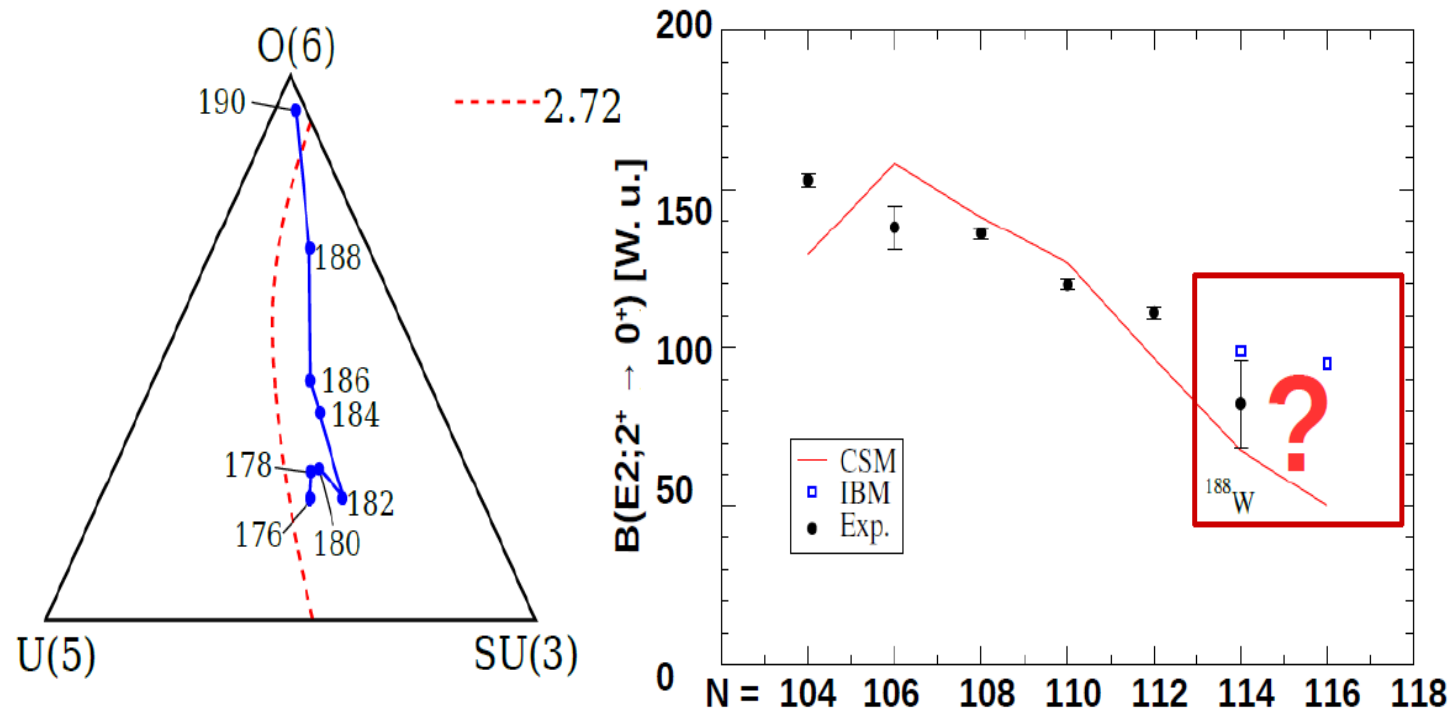 O(6)
190
2.72
188
186
184
178
182
176
180
U(5)
SU(3)
B(E2;2⁺ → 0⁺) [W. u.]
200
150
100
50
0
CSM
IBM
Exp.
?
¹⁸⁸W
N = 104 106 108 110 112 114 116 118